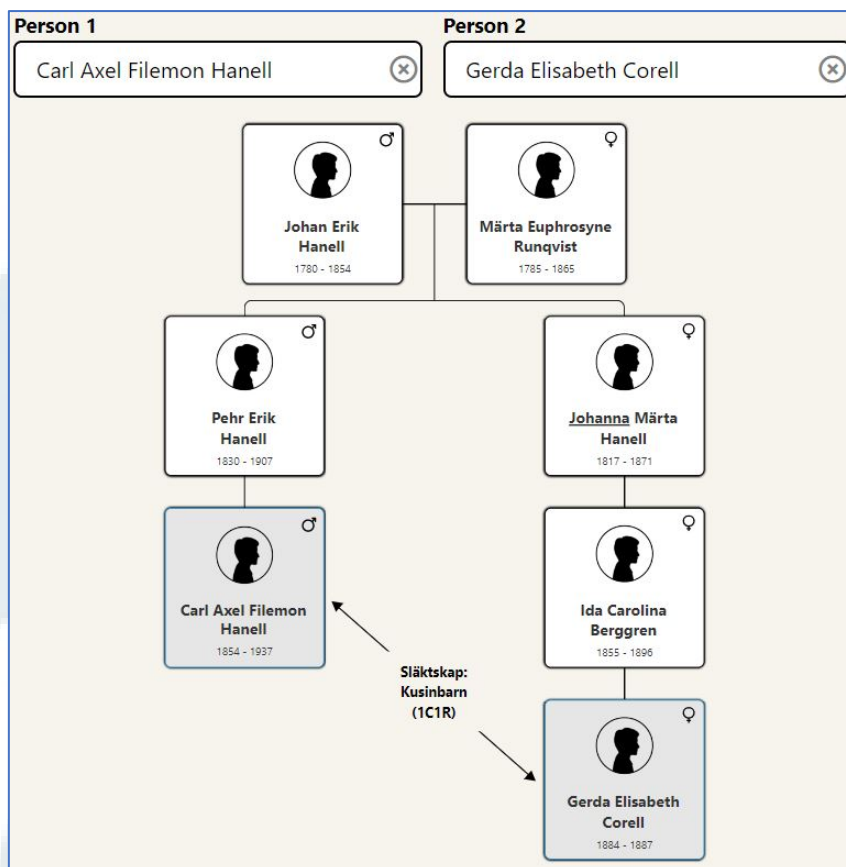 Person 1
Person 2
Carl Axel Filemon Hanell
Gerda Elisabeth Corell
Johan Erik
Hanell
1780 - 1854
Märta Euphrosyne
Runqvist
1785 - 1865
Pehr Erik
Hanell
1830 - 1907
Johanna Märta
Hanell
1817 - 1871
Carl Axel Filemon
Hanell
1854 - 1937
Ida Carolina
Berggren
1855 - 1896
Släktskap:
Kusinbarn
(1C1R)
Gerda Elisabeth
Corell
1884 - 1887